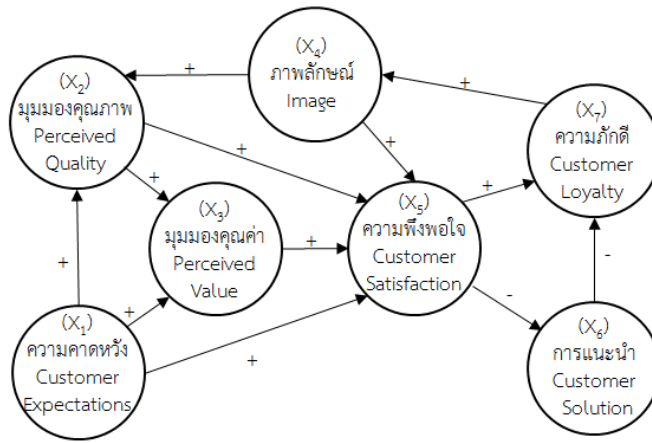 (X4)
ภาพลักษณ์
Image
(X2)
มุมมองคุณภาพ
Perceived
Quality
(X7)
ความภักดี
Customer
Loyalty
(X3)
มุมมองคุณค่า
Perceived
Value
(X5)
ความพึงพอใจ
Customer
Satisfaction
(X1)
ความคาดหวัง
Customer
Expectations
(X6)
การแนะนำ
Customer
Solution
+
+
+
+
+
+
+
+
+
+
-
-